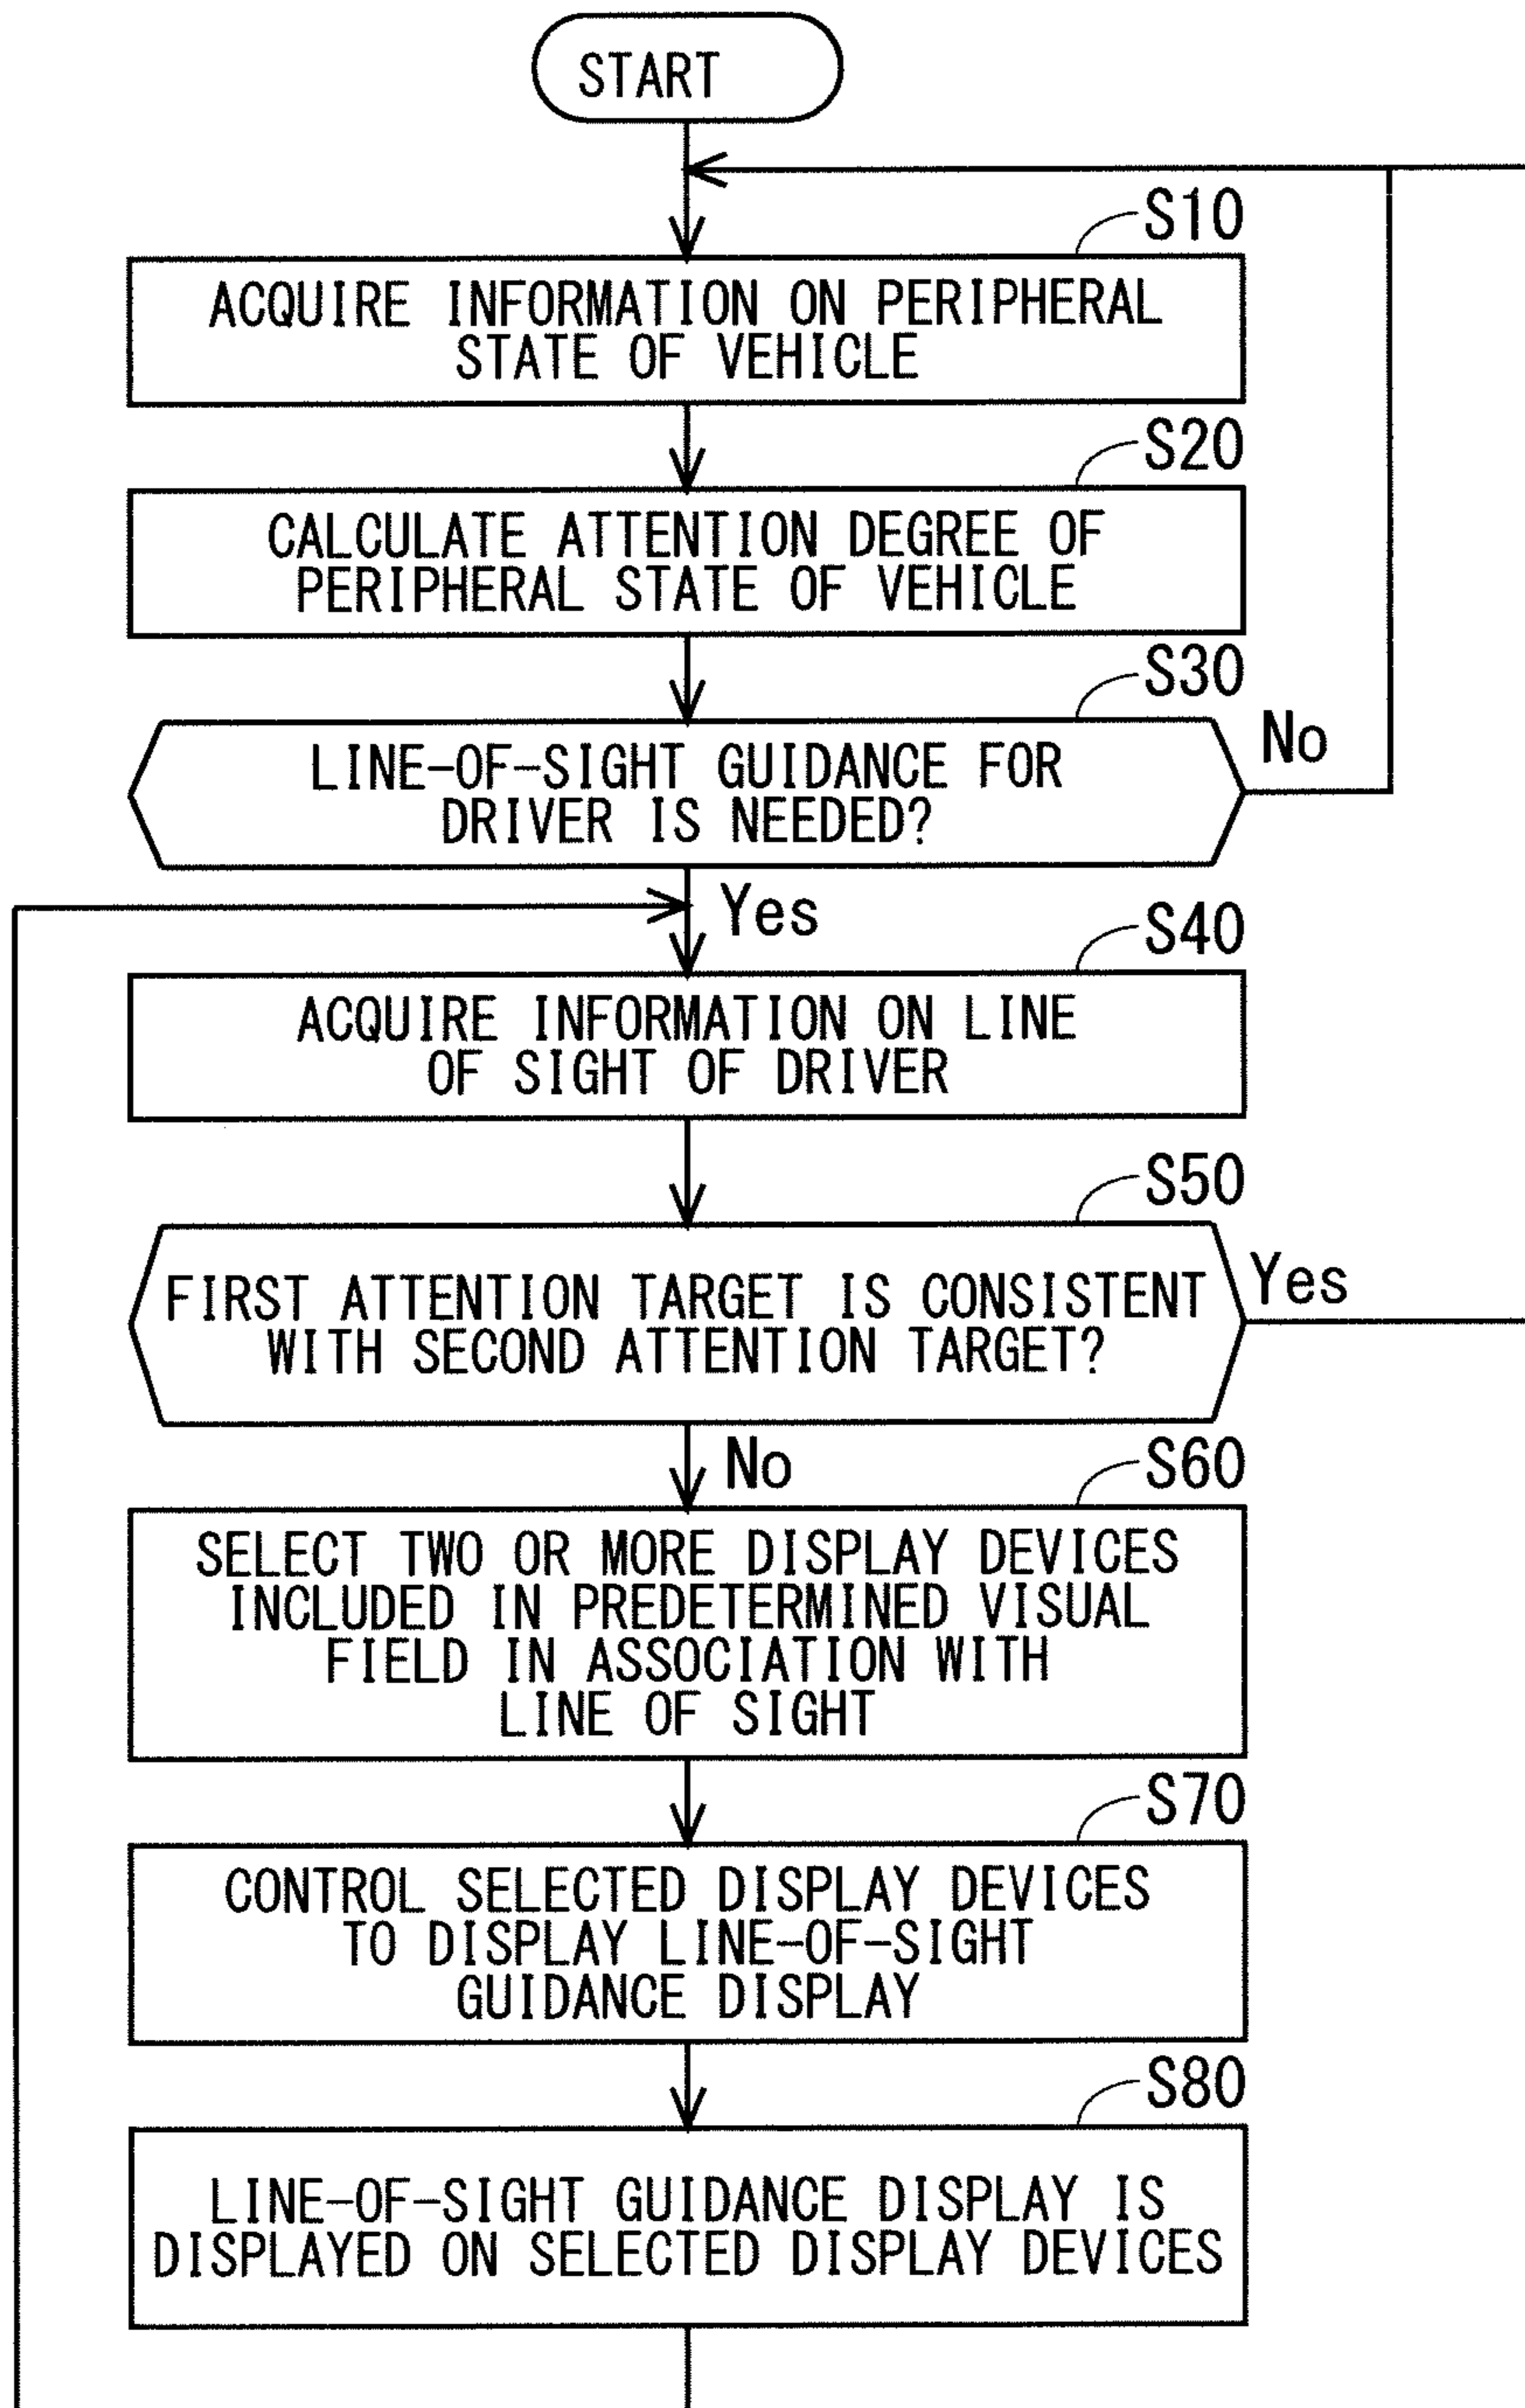 START
S10
ACQUIRE INFORMATION ON PERIPHERAL
STATE OF VEHICLE
S20
CALCULATE ATTENTION DEGREE OF
PERIPHERAL STATE OF VEHICLE
S30
LINE-OF-SIGHT GUIDANCE FOR
DRIVER IS NEEDED?
No
Yes
S40
ACQUIRE INFORMATION ON LINE
OF SIGHT OF DRIVER
S50
FIRST ATTENTION TARGET IS CONSISTENT
WITH SECOND ATTENTION TARGET?
Yes
No
S60
SELECT TWO OR MORE DISPLAY DEVICES
INCLUDED IN PREDETERMINED VISUAL
FIELD IN ASSOCIATION WITH
LINE OF SIGHT
S70
CONTROL SELECTED DISPLAY DEVICES
TO DISPLAY LINE-OF-SIGHT
GUIDANCE DISPLAY
S80
LINE-OF-SIGHT GUIDANCE DISPLAY IS
DISPLAYED ON SELECTED DISPLAY DEVICES